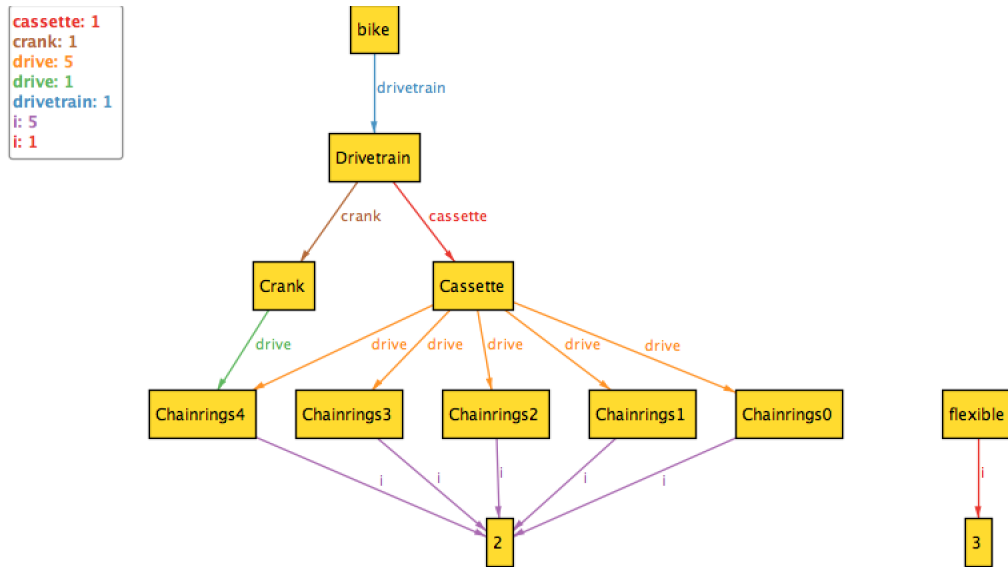 cassette: 1
crank: 1
drive: 5
drive: 1
drivetrain: 1
i: 5
i: 1
bike
drivetrain
Drivetrain
crank
cassette
Crank
Cassette
drive
drive
drive
drive
drive
drive
Chainrings4
Chainrings3
Chainrings2
Chainrings1
Chainrings0
flexible
i
i
i
i
i
i
2
3